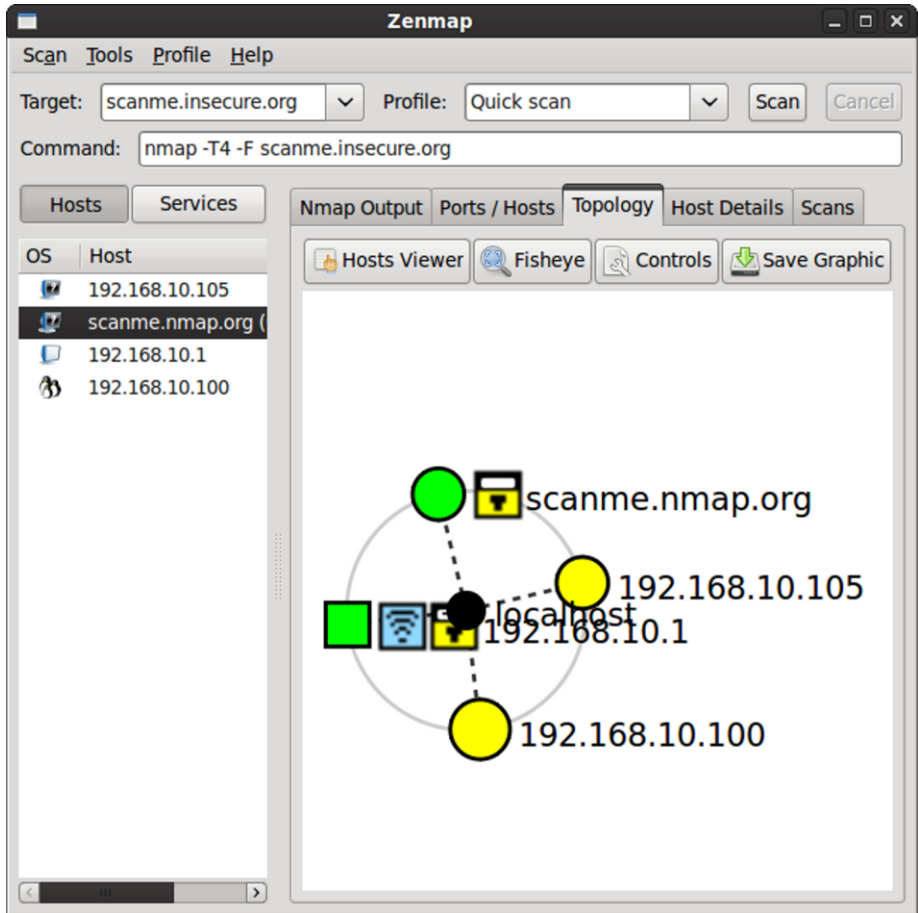 Zenmap
Scan Tools Profile Help
Target: scanme.insecure.org Profile: Quick scan Scan Cancel
Command: nmap -T4 -F scanme.insecure.org
Hosts Services
Nmap Output Ports / Hosts Topology Host Details Scans
OS Host
Hosts Viewer Fisheye Controls Save Graphic
192.168.10.105
scanme.nmap.org (
192.168.10.1
192.168.10.100
scanme.nmap.org
192.168.10.105
localhost
192.168.10.1
192.168.10.100